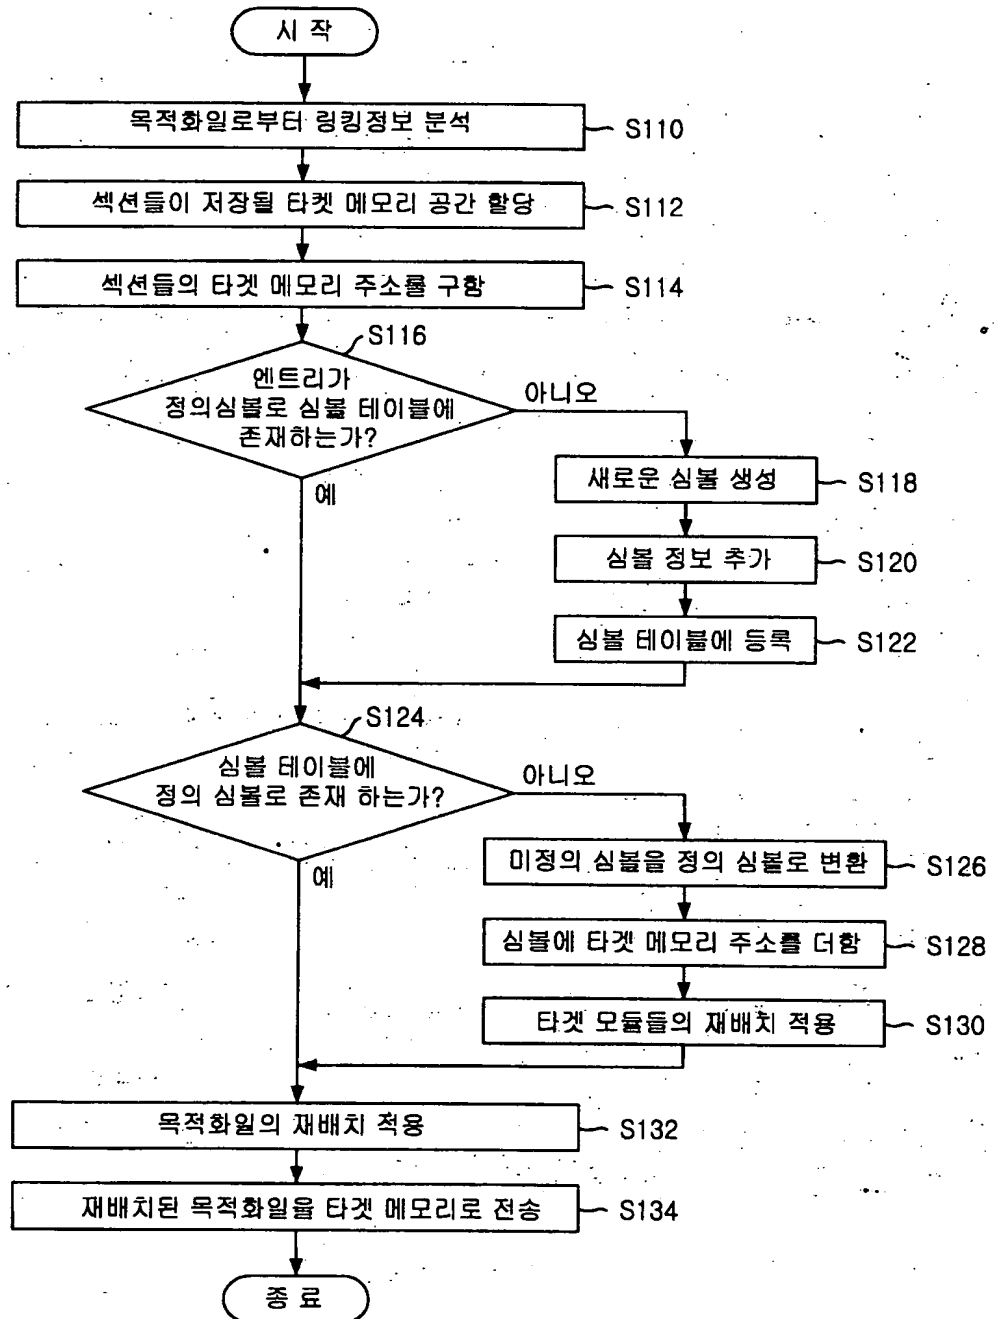 시 작
목적화일로부터 링킹정보 분석
S110
섹션들이 저장될 타켓 메모리 공간 할당
S112
섹션들의 타겟 메모리 주소를 구함
S114
S116
엔트리가
정의심볼로 심볼 테이블에
존재하는가?
아니오
예
새로운 심볼 생성
S118
심볼 정보 추가
S120
심볼 테이블에 등록
S122
S124
심볼 테이블에
정의 심볼로 존재 하는가?
아니오
예
미정의 심볼을 정의 심볼로 변환
S126
심볼에 타겟 메모리 주소를 더함
S128
타겟 모듈들의 재배치 적용
S130
목적화일의 재배치 적용
S132
재배치된 목적화일을 타겟 메모리로 전송
S134
종 료